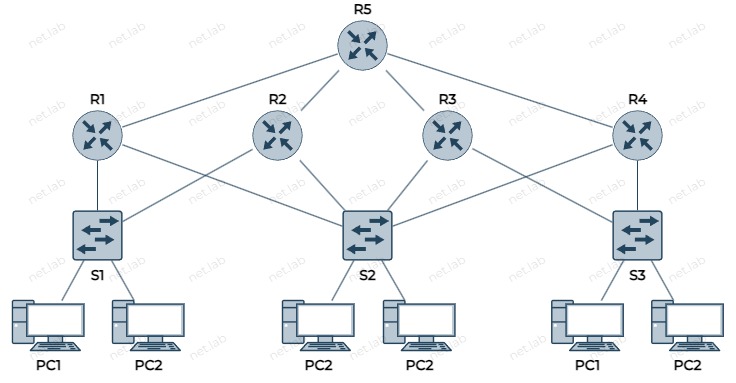 R5
R1 R2 R3 R4
S1 S2 S3
PC1 PC2 PC2 PC2 PC1 PC2
net.lab